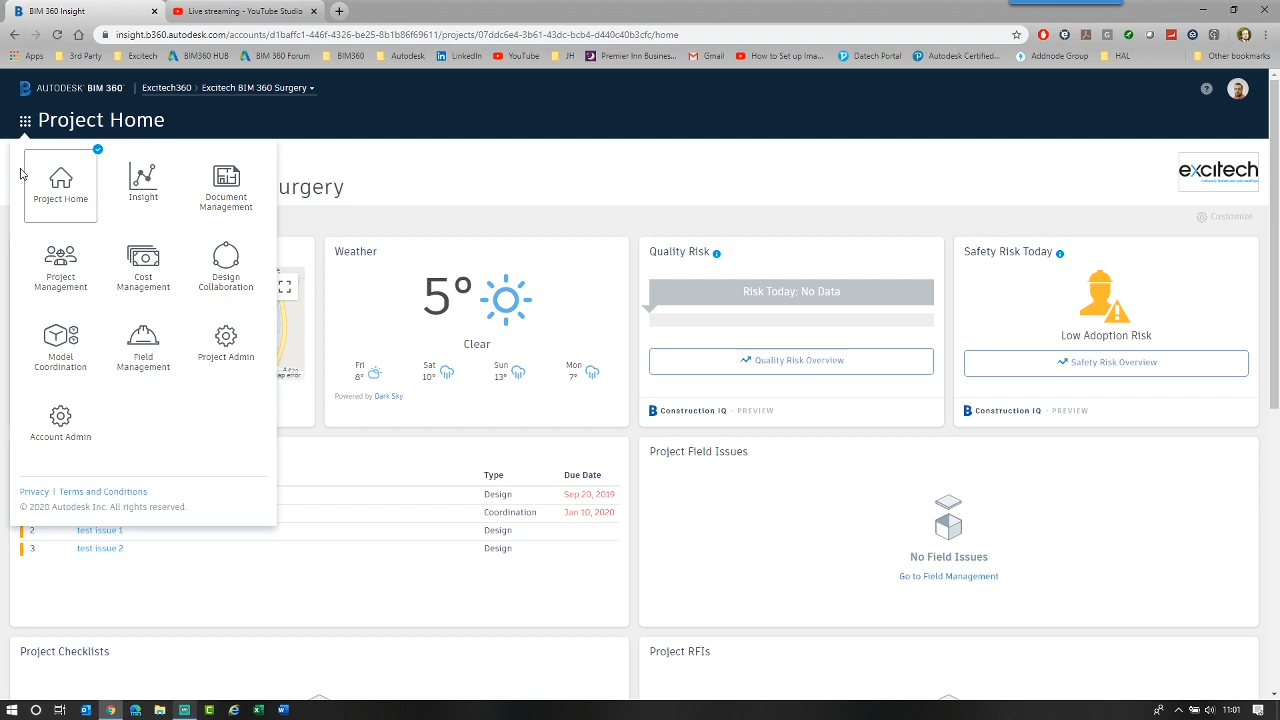 BIM 360 Insight
Live streaming - YouTube Studio
insight.b360.autodesk.com/accounts/d1baffc1-446f-4326-be25-8b1b86f69611/projects/07ddc6e4-3b61-43dc-bcb4-d440c40b3cfc/home
Apps
3rd Party
Excitech
BIM360 HUB
BIM 360 Forum
BIM360
Autodesk
LinkedIn
YouTube
JH
Premier Inn Busines...
Gmail
How to Set up Ima...
Datech Portal
Autodesk Certified...
Addnode Group
HAL
Other bookmarks
AUTODESK BIM 360
Excitech360 > Excitech BIM 360 Surgery
Project Home
Project Home
Insight
Document Management
Project Management
Cost Management
Design Collaboration
Model Coordination
Field Management
Project Admin
Account Admin
Privacy | Terms and Conditions
© 2020 Autodesk Inc. All rights reserved.
urgery
excitech
Customize
Weather
5°
Clear
Fri
8°
Sat
10°
Sun
13°
Mon
7°
Powered by Dark Sky
Quality Risk
Risk Today: No Data
Quality Risk Overview
Construction IQ - PREVIEW
Safety Risk Today
Low Adoption Risk
Safety Risk Overview
Construction IQ - PREVIEW
Type
Due Date
Design
Sep 20, 2019
Coordination
Jan 10, 2020
2
test issue 1
Design
3
test issue 2
Design
Project Field Issues
No Field Issues
Go to Field Management
Project Checklists
Project RFIs
11:01